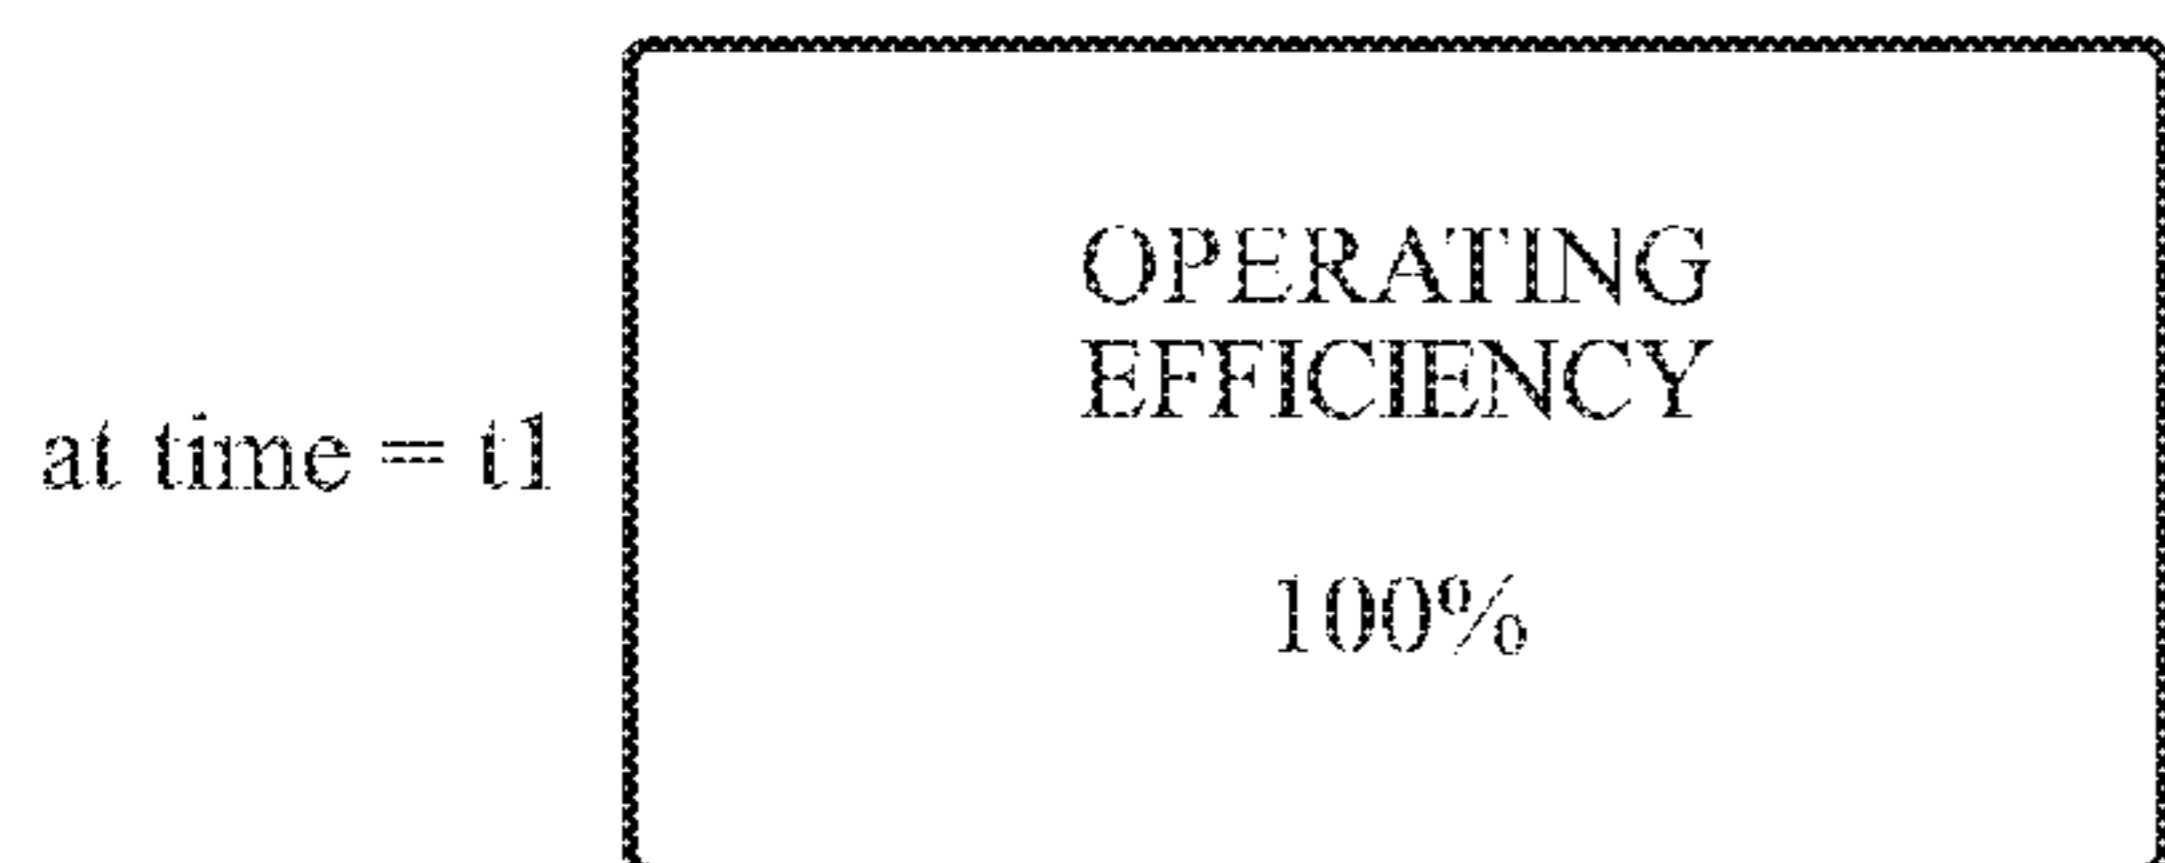 at time = t1
OPERATING
EFFICIENCY
100%